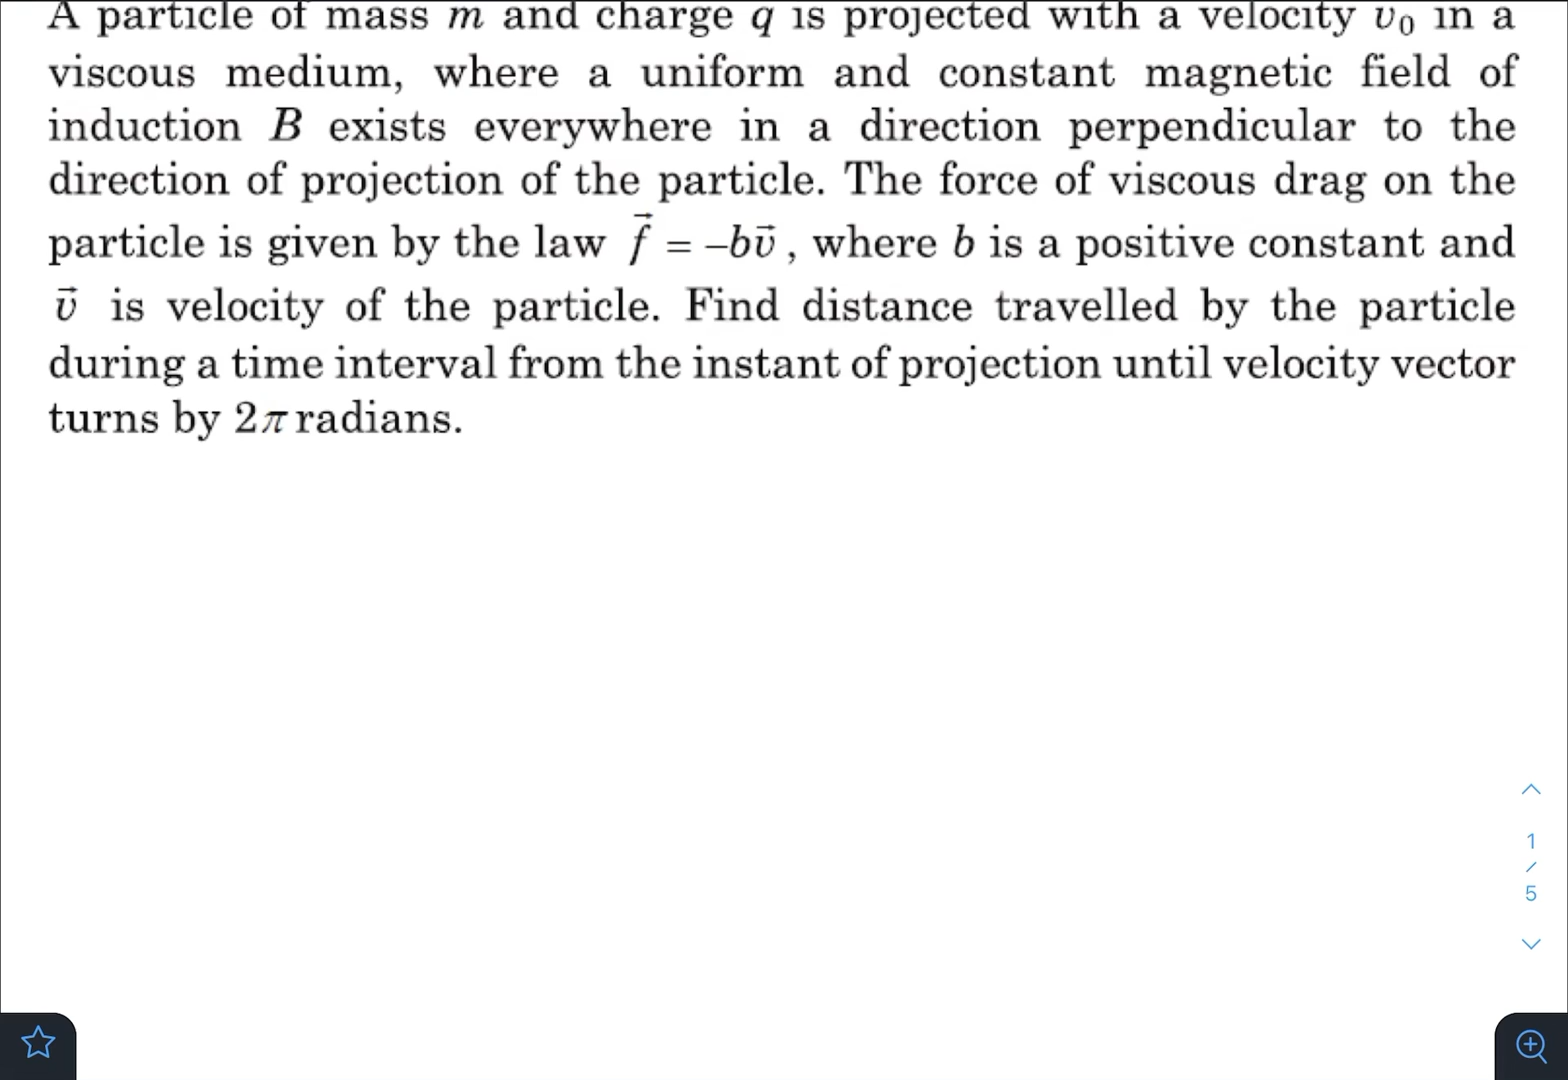 A particle of mass m and charge q is projected with a velocity v₀ in a
viscous medium, where a uniform and constant magnetic field of
induction B exists everywhere in a direction perpendicular to the
direction of projection of the particle. The force of viscous drag on the
particle is given by the law f⃗ = –bv⃗, where b is a positive constant and
v⃗ is velocity of the particle. Find distance travelled by the particle
during a time interval from the instant of projection until velocity vector
turns by 2π radians.
1
/
5